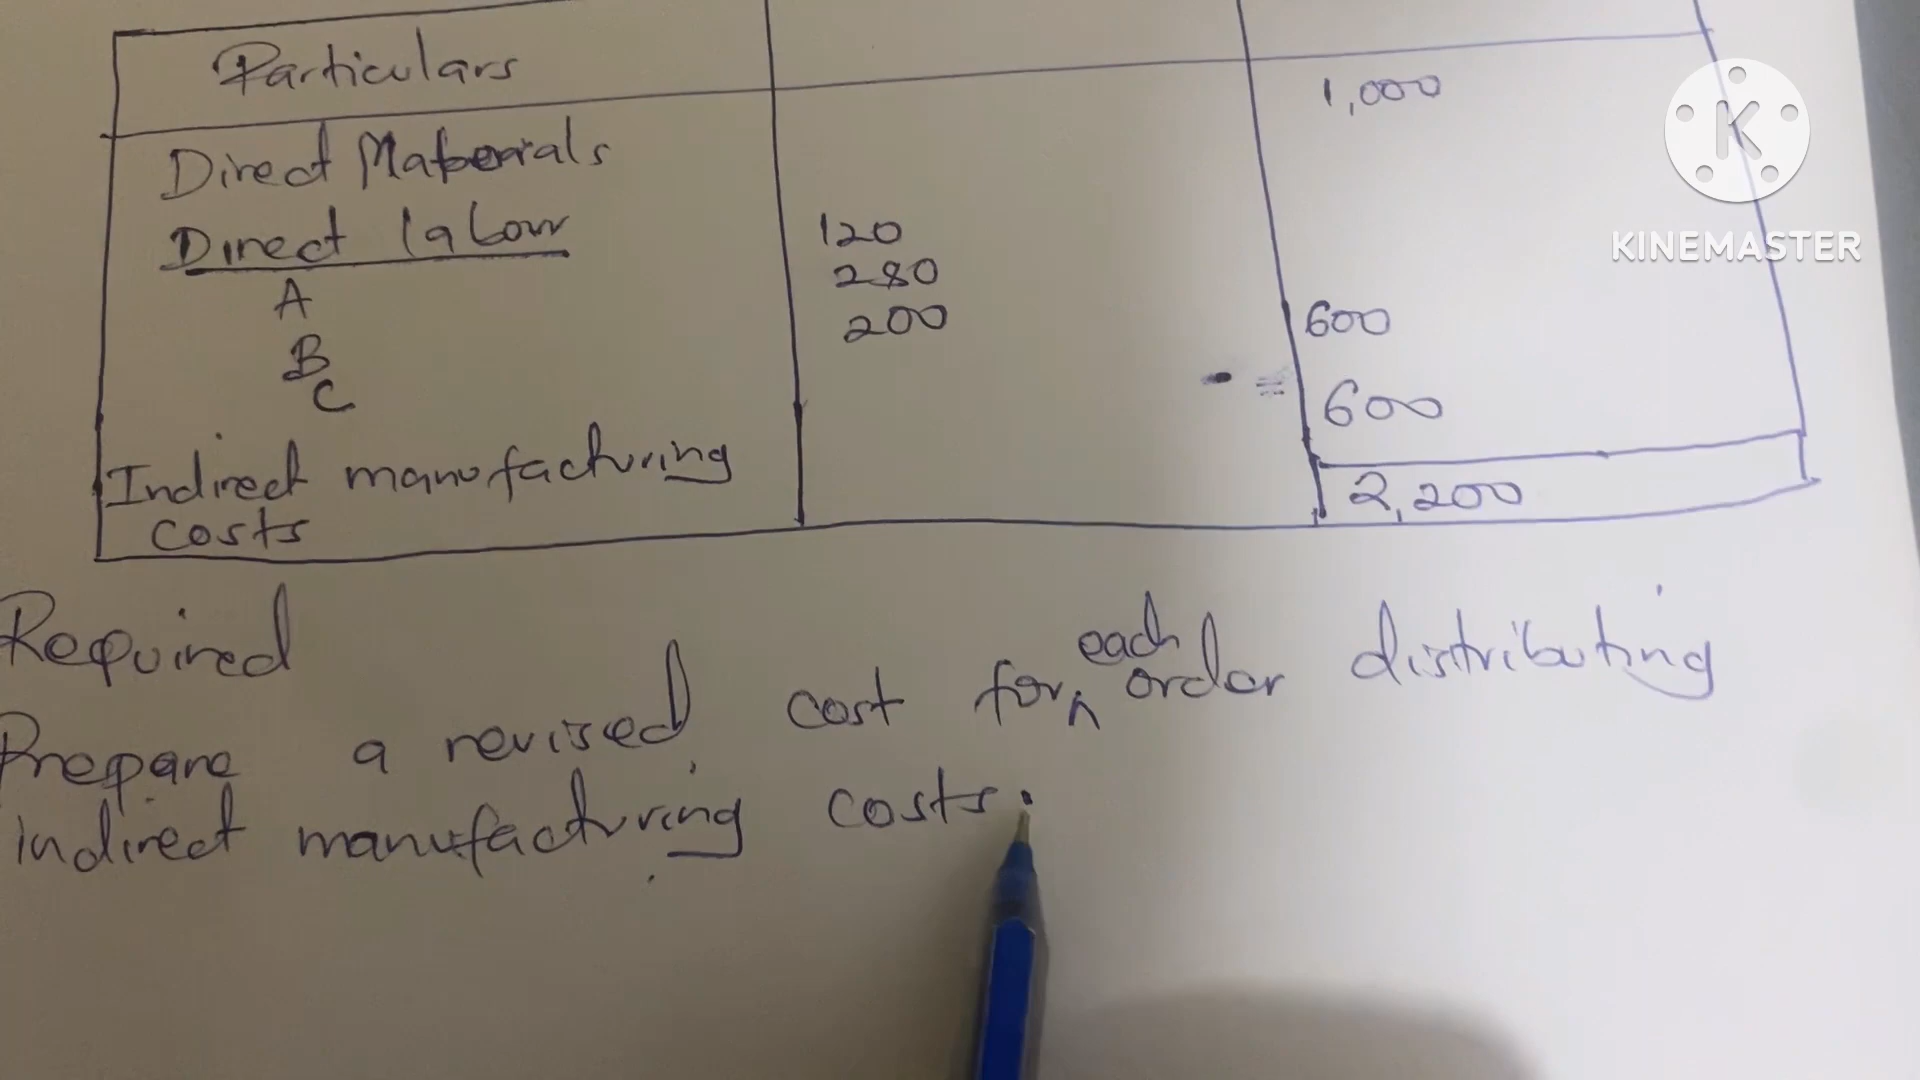 Particulars
1,000
Direct Materials
Direct labour 120
A 280
B 200 600
C 600
Indirect manufacturing
costs 2,200
Required
Prepare a revised cost for each order distributing
indirect manufacturing costs.
K
KINEMASTER